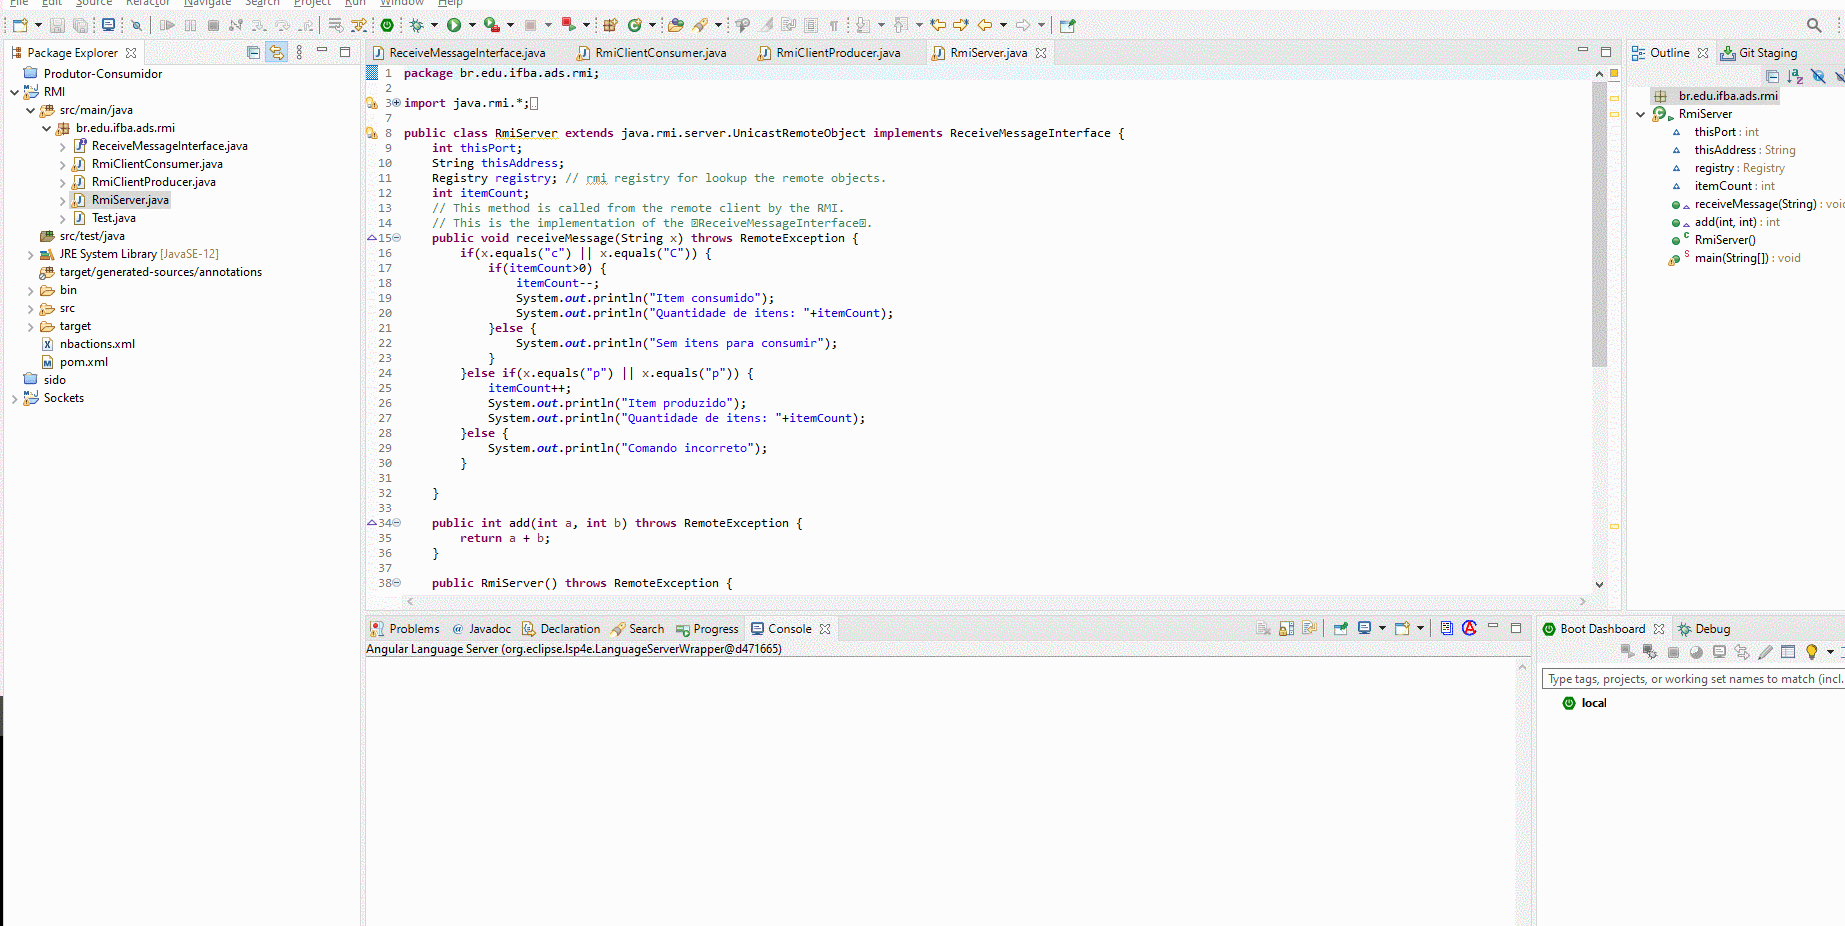 File Edit Source Refactor Navigate Search Project Run Window Help
Package Explorer
Produtor-Consumidor
RMI
src/main/java
br.edu.ifba.ads.rmi
ReceiveMessageInterface.java
RmiClientConsumer.java
RmiClientProducer.java
RmiServer.java
Test.java
src/test/java
JRE System Library [JavaSE-12]
target/generated-sources/annotations
bin
src
target
nbactions.xml
pom.xml
sido
Sockets
ReceiveMessageInterface.java RmiClientConsumer.java RmiClientProducer.java RmiServer.java
1 package br.edu.ifba.ads.rmi;
2
3 import java.rmi.*;
7
8 public class RmiServer extends java.rmi.server.UnicastRemoteObject implements ReceiveMessageInterface {
9 int thisPort;
10 String thisAddress;
11 Registry registry; // rmi registry for lookup the remote objects.
12 int itemCount;
13 // This method is called from the remote client by the RMI.
14 // This is the implementation of the �ReceiveMessageInterface�.
15 public void receiveMessage(String x) throws RemoteException {
16 if(x.equals("c") || x.equals("C")) {
17 if(itemCount>0) {
18 itemCount--;
19 System.out.println("Item consumido");
20 System.out.println("Quantidade de itens: "+itemCount);
21 }else {
22 System.out.println("Sem itens para consumir");
23 }
24 }else if(x.equals("p") || x.equals("p")) {
25 itemCount++;
26 System.out.println("Item produzido");
27 System.out.println("Quantidade de itens: "+itemCount);
28 }else {
29 System.out.println("Comando incorreto");
30 }
31
32 }
33
34 public int add(int a, int b) throws RemoteException {
35 return a + b;
36 }
37
38 public RmiServer() throws RemoteException {
Outline Git Staging
br.edu.ifba.ads.rmi
RmiServer
thisPort : int
thisAddress : String
registry : Registry
itemCount : int
receiveMessage(String) : void
add(int, int) : int
RmiServer()
main(String[]) : void
Problems @ Javadoc Declaration Search Progress Console
Angular Language Server (org.eclipse.lsp4e.LanguageServerWrapper@d471665)
Boot Dashboard Debug
Type tags, projects, or working set names to match (incl.
local